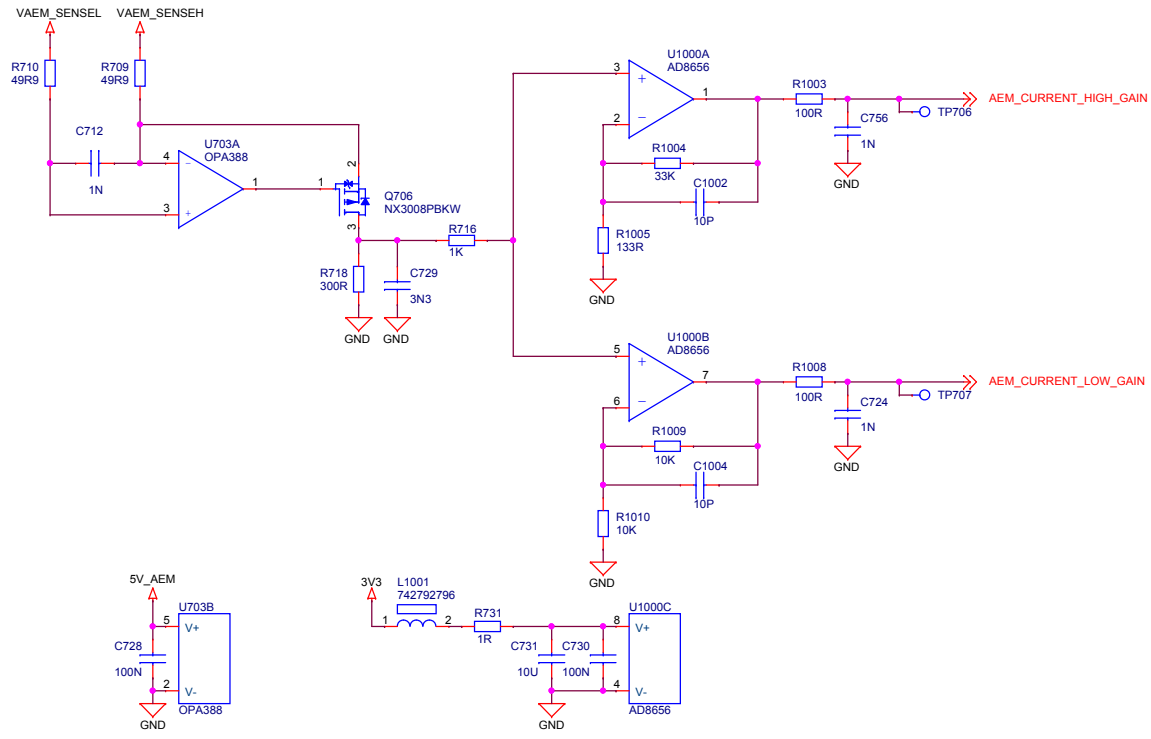 VAEM_SENSEL
VAEM_SENSEH
R710
49R9
R709
49R9
C712
1N
U703A
OPA388
4
3
1
1
2
3
Q706
NX3008PBKW
R718
300R
GND
C729
3N3
GND
R716
1K
U1000A
AD8656
3
2
1
R1004
33K
C1002
10P
R1005
133R
GND
R1003
100R
C756
1N
GND
TP706
AEM_CURRENT_HIGH_GAIN
U1000B
AD8656
5
6
7
R1009
10K
C1004
10P
R1010
10K
GND
R1008
100R
C724
1N
GND
TP707
AEM_CURRENT_LOW_GAIN
5V_AEM
U703B
5
V+
C728
100N
2
V-
OPA388
GND
3V3
L1001
742792796
1
2
R731
1R
C731
10U
C730
100N
GND
U1000C
8
V+
4
V-
AD8656